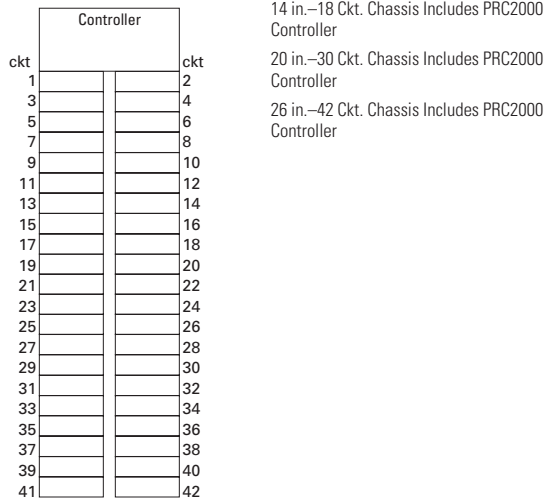 Controller
ckt ckt
1 2
3 4
5 6
7 8
9 10
11 12
13 14
15 16
17 18
19 20
21 22
23 24
25 26
27 28
29 30
31 32
33 34
35 36
37 38
39 40
41 42
14 in.–18 Ckt. Chassis Includes PRC2000
Controller
20 in.–30 Ckt. Chassis Includes PRC2000
Controller
26 in.–42 Ckt. Chassis Includes PRC2000
Controller